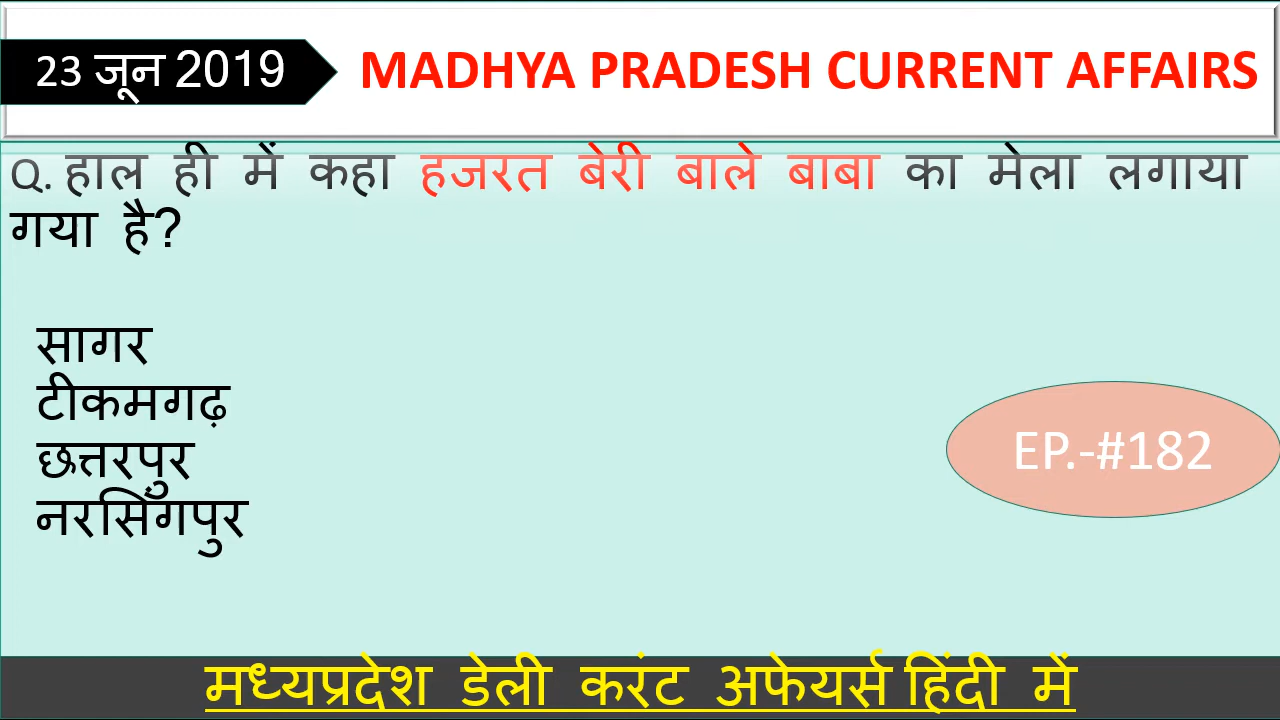 23 जून 2019
MADHYA PRADESH CURRENT AFFAIRS
Q. हाल ही में कहा हजरत बेरी बाले बाबा का मेला लगाया
गया है?
सागर
टीकमगढ़
छत्तरपुर
नरसिंगपुर
EP.-#182
मध्यप्रदेश डेली करंट अफेयर्स हिंदी में